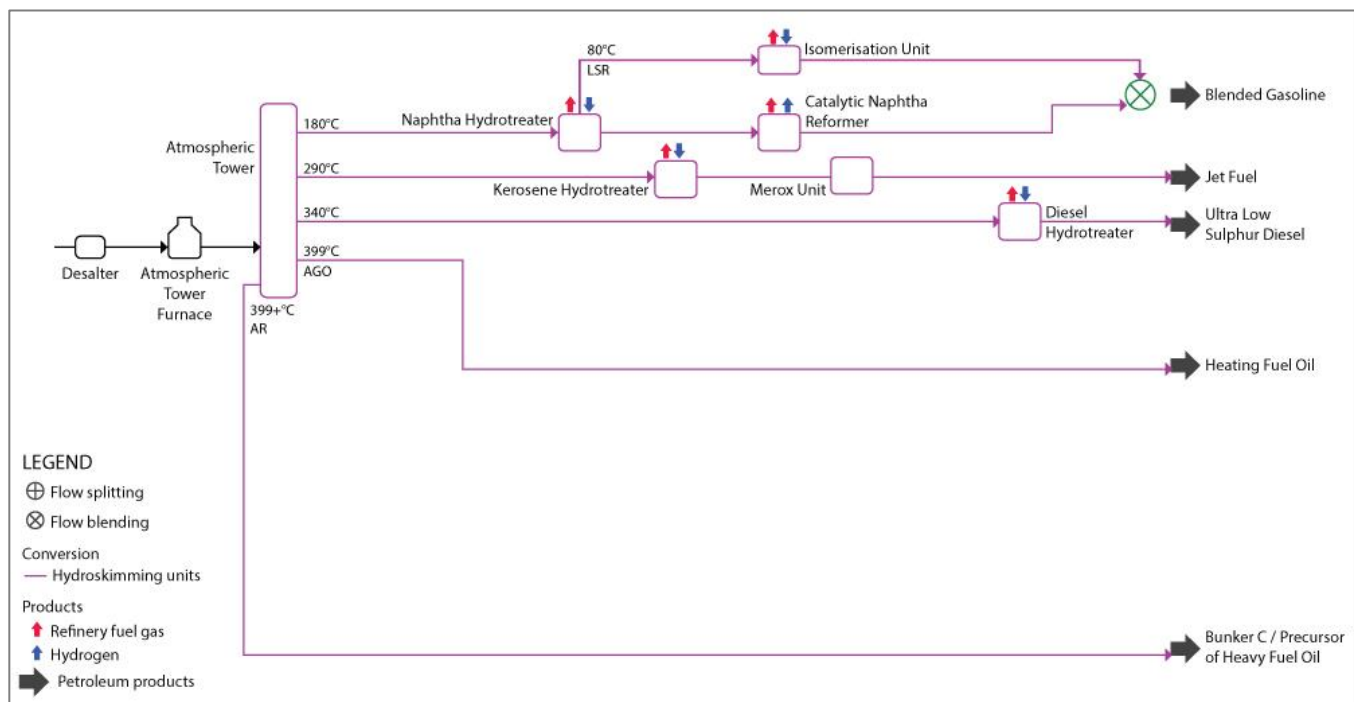 80°C
LSR
Isomerisation Unit
Blended Gasoline
180°C
Naphtha Hydrotreater
Catalytic Naphtha
Reformer
Atmospheric
Tower
290°C
Kerosene Hydrotreater
Merox Unit
Jet Fuel
340°C
Diesel
Hydrotreater
Ultra Low
Sulphur Diesel
Desalter
Atmospheric
Tower
Furnace
399°C
AGO
399+°C
AR
Heating Fuel Oil
LEGEND
Flow splitting
Flow blending
Conversion
Hydroskimming units
Products
Refinery fuel gas
Hydrogen
Petroleum products
Bunker C / Precursor
of Heavy Fuel Oil